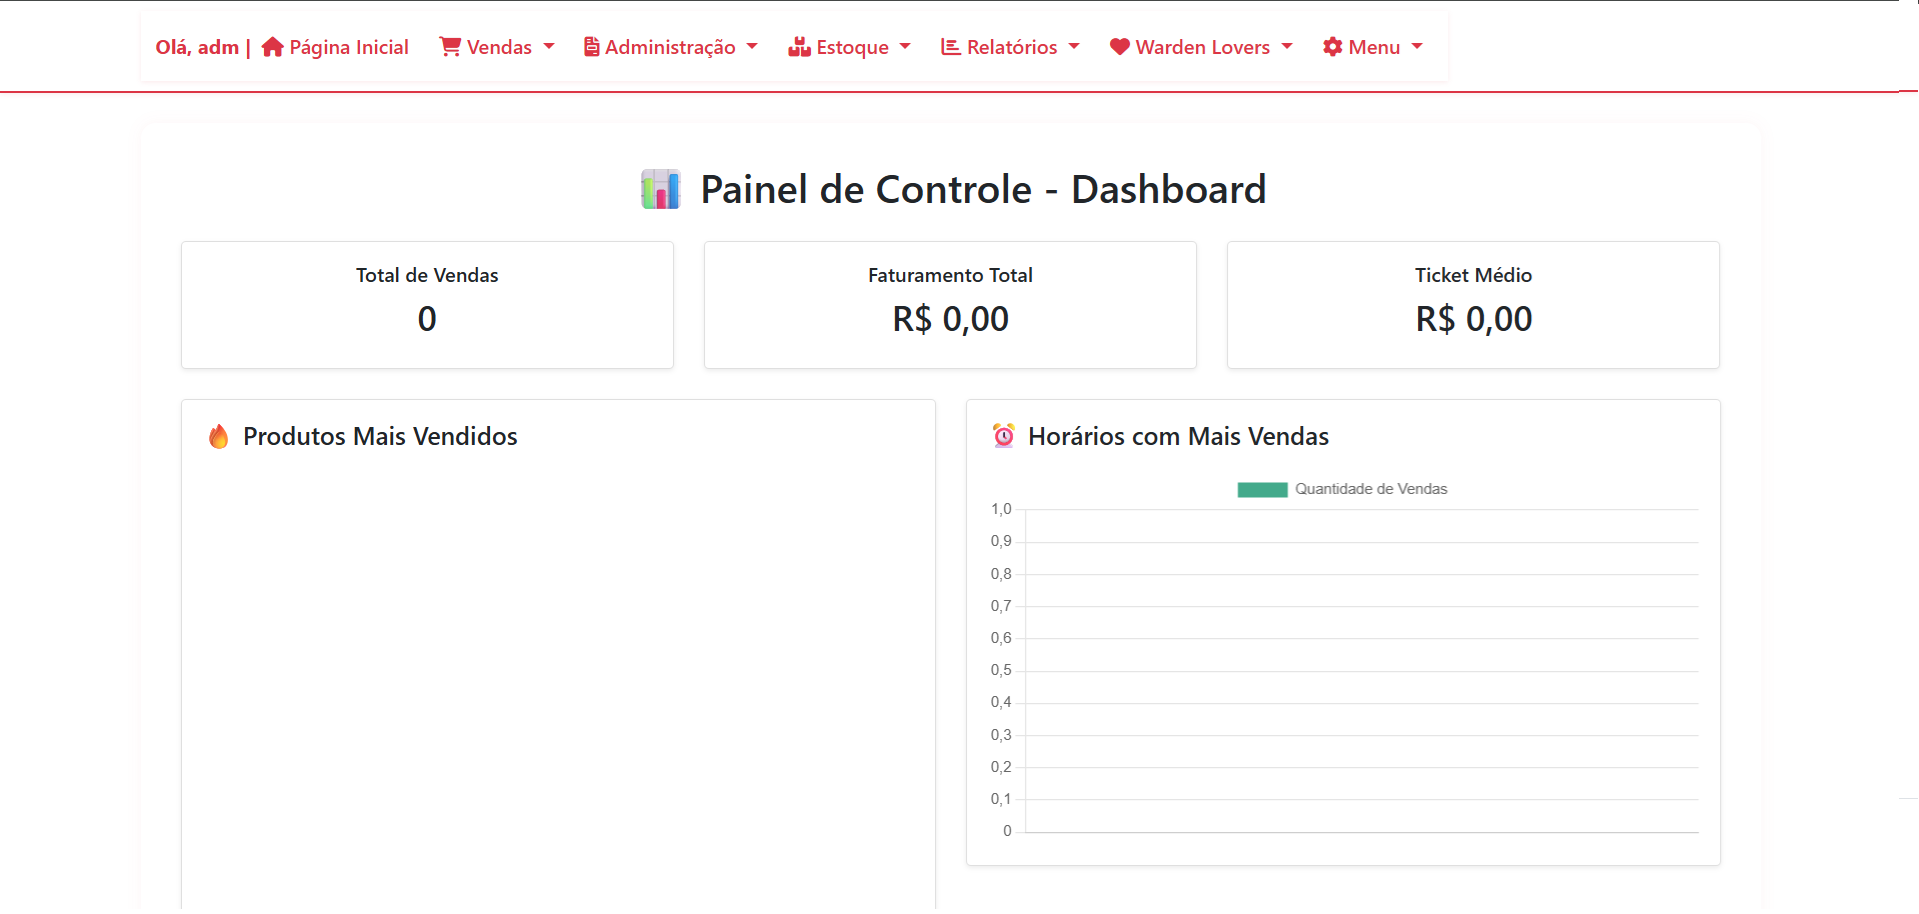 Olá, adm | Página Inicial Vendas Administração Estoque Relatórios Warden Lovers Menu
Painel de Controle - Dashboard
Total de Vendas
0
Faturamento Total
R$ 0,00
Ticket Médio
R$ 0,00
Produtos Mais Vendidos
Horários com Mais Vendas
Quantidade de Vendas
1,0
0,9
0,8
0,7
0,6
0,5
0,4
0,3
0,2
0,1
0